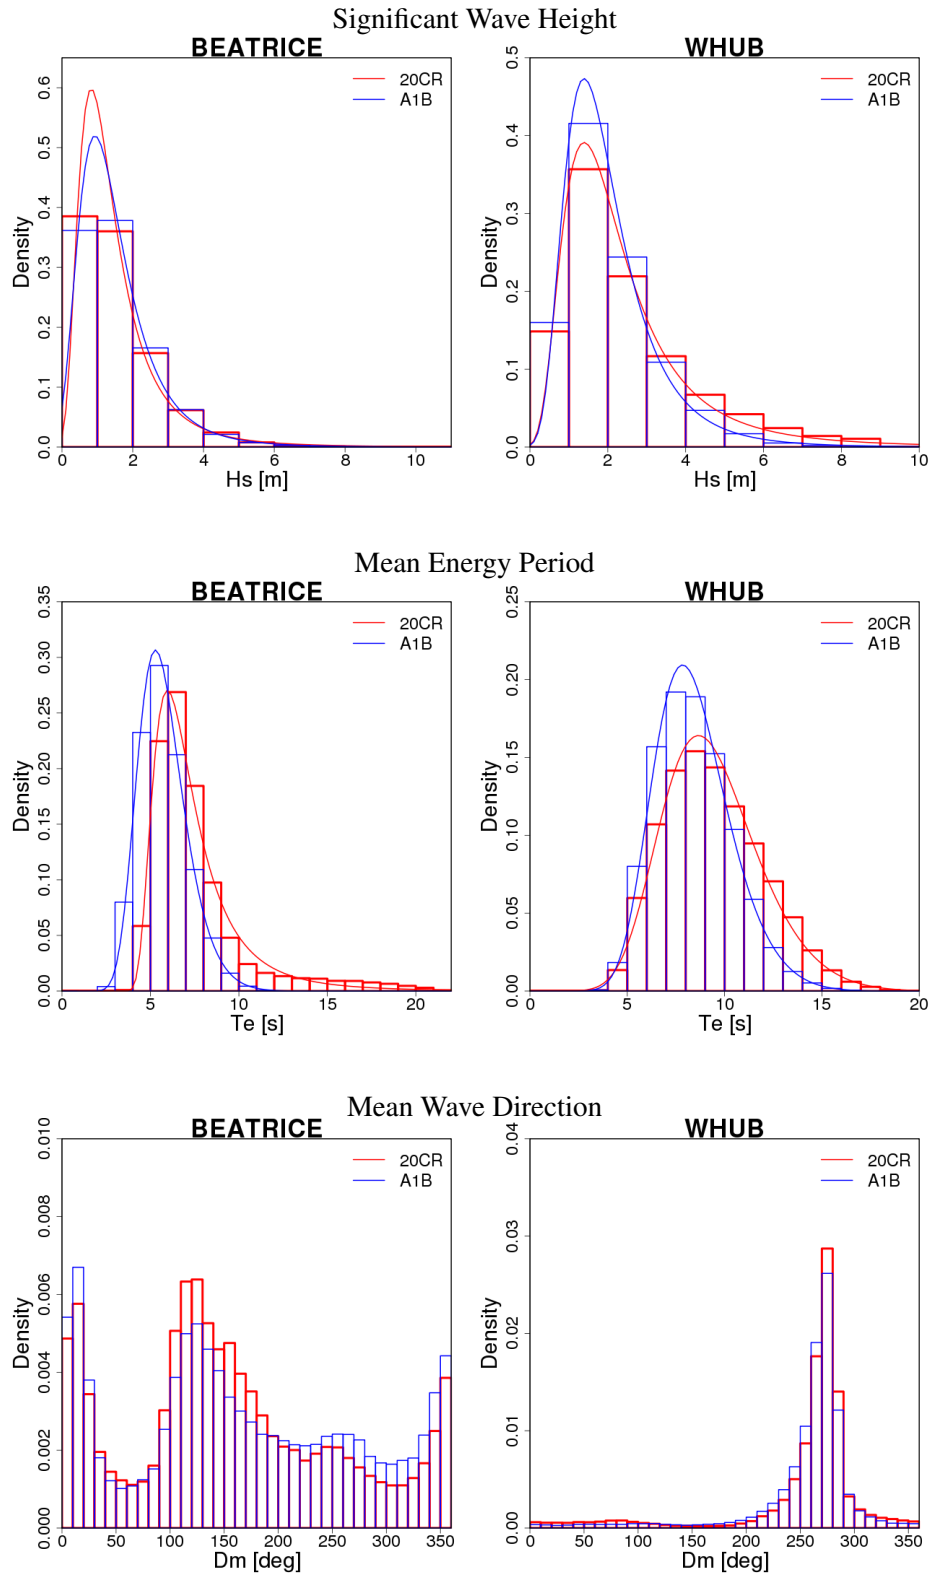 Significant Wave Height
BEATRICE
WHUB
20CR
A1B
20CR
A1B
Density
0.0 0.1 0.2 0.3 0.4 0.5 0.6
0 2 4 6 8 10
Hs [m]
Density
0.0 0.1 0.2 0.3 0.4 0.5
0 2 4 6 8 10
Hs [m]
Mean Energy Period
BEATRICE
WHUB
20CR
A1B
20CR
A1B
Density
0.00 0.05 0.10 0.15 0.20 0.25 0.30 0.35
0 5 10 15 20
Te [s]
Density
0.00 0.05 0.10 0.15 0.20 0.25
0 5 10 15 20
Te [s]
Mean Wave Direction
BEATRICE
WHUB
20CR
A1B
20CR
A1B
Density
0.000 0.002 0.004 0.006 0.008 0.010
0 50 100 150 200 250 300 350
Dm [deg]
Density
0.00 0.01 0.02 0.03 0.04
0 50 100 150 200 250 300 350
Dm [deg]